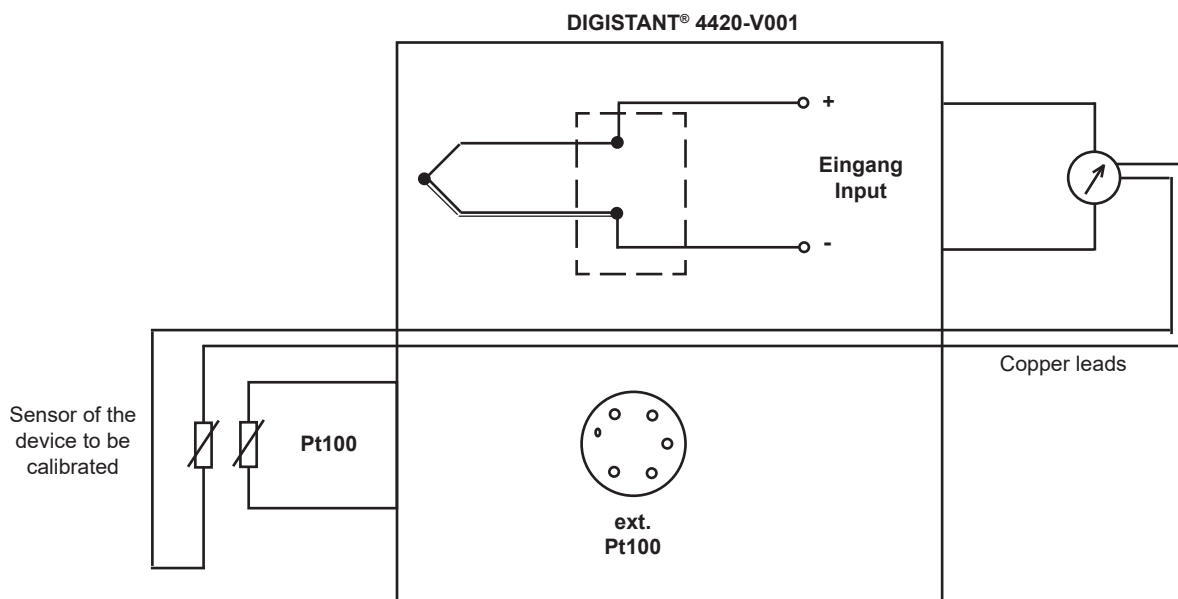 DIGISTANT® 4420-V001
+
Eingang
Input
-
Copper leads
Sensor of the
device to be
calibrated
Pt100
ext.
Pt100